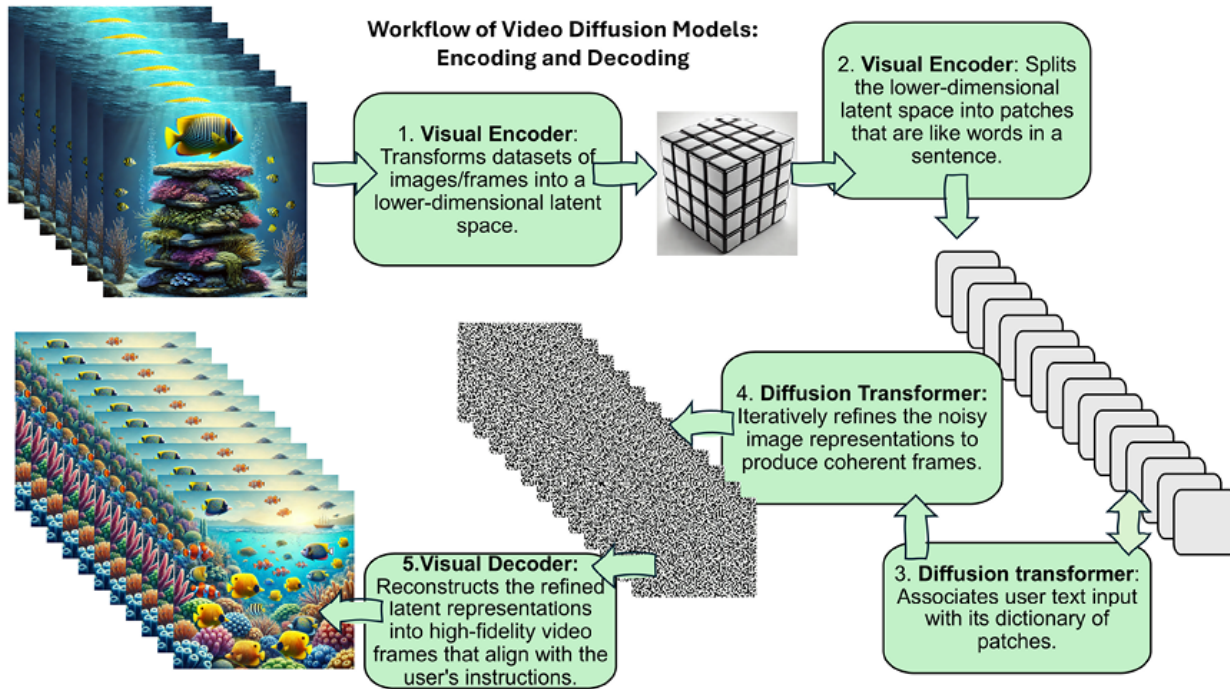 Workflow of Video Diffusion Models:
Encoding and Decoding
1. Visual Encoder:
Transforms datasets of
images/frames into a
lower-dimensional latent
space.
2. Visual Encoder: Splits
the lower-dimensional
latent space into patches
that are like words in a
sentence.
3. Diffusion transformer:
Associates user text input
with its dictionary of
patches.
4. Diffusion Transformer:
Iteratively refines the noisy
image representations to
produce coherent frames.
5.Visual Decoder:
Reconstructs the refined
latent representations
into high-fidelity video
frames that align with the
user's instructions.